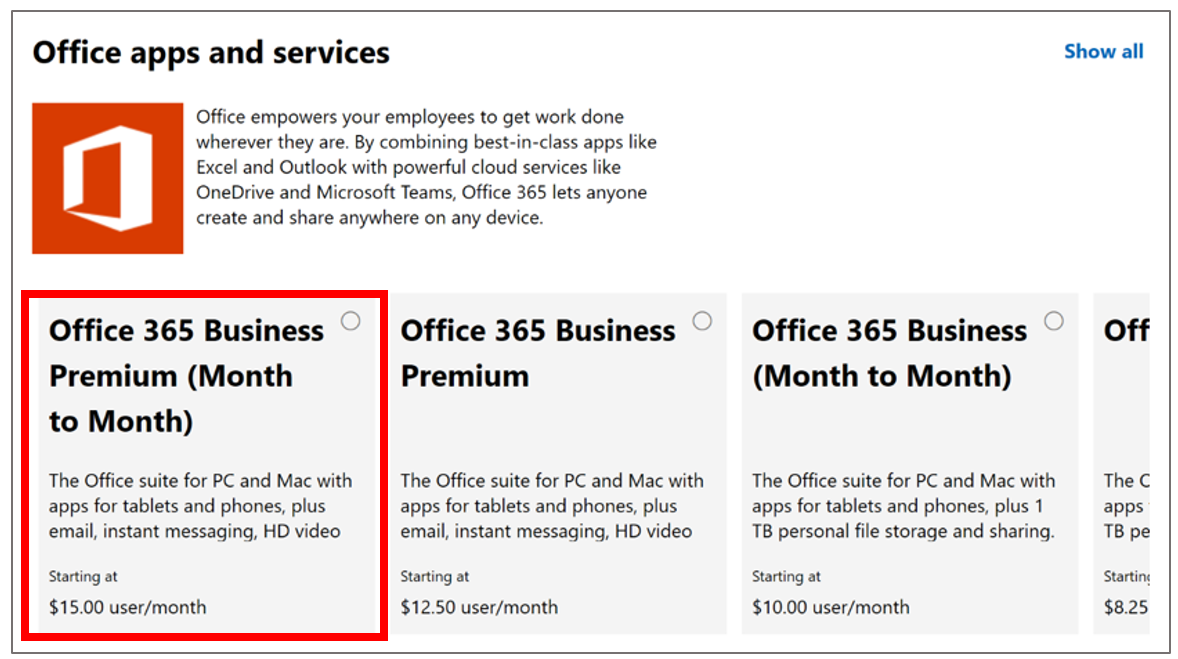 Office apps and services
Show all
Office empowers your employees to get work done
wherever they are. By combining best-in-class apps like
Excel and Outlook with powerful cloud services like
OneDrive and Microsoft Teams, Office 365 lets anyone
create and share anywhere on any device.
Office 365 Business
Premium (Month
to Month)
The Office suite for PC and Mac with
apps for tablets and phones, plus
email, instant messaging, HD video
Starting at
$15.00 user/month
Office 365 Business
Premium
The Office suite for PC and Mac with
apps for tablets and phones, plus
email, instant messaging, HD video
Starting at
$12.50 user/month
Office 365 Business
(Month to Month)
The Office suite for PC and Mac with
apps for tablets and phones, plus 1
TB personal file storage and sharing.
Starting at
$10.00 user/month
Off
The
apps
TB pe
Starting
$8.25